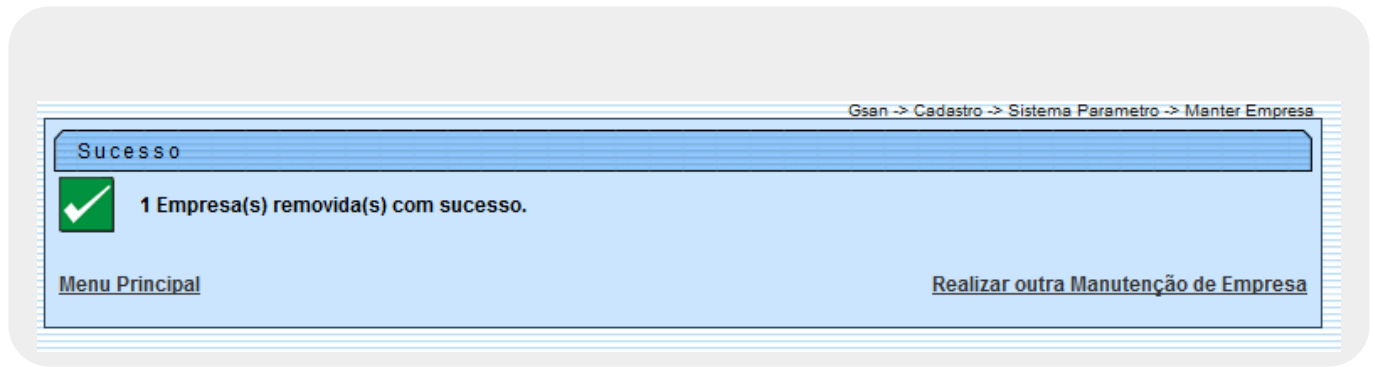 Gsan -> Cadastro -> Sistema Parametro -> Manter Empresa
Sucesso
1 Empresa(s) removida(s) com sucesso.
Menu Principal Realizar outra Manutenção de Empresa